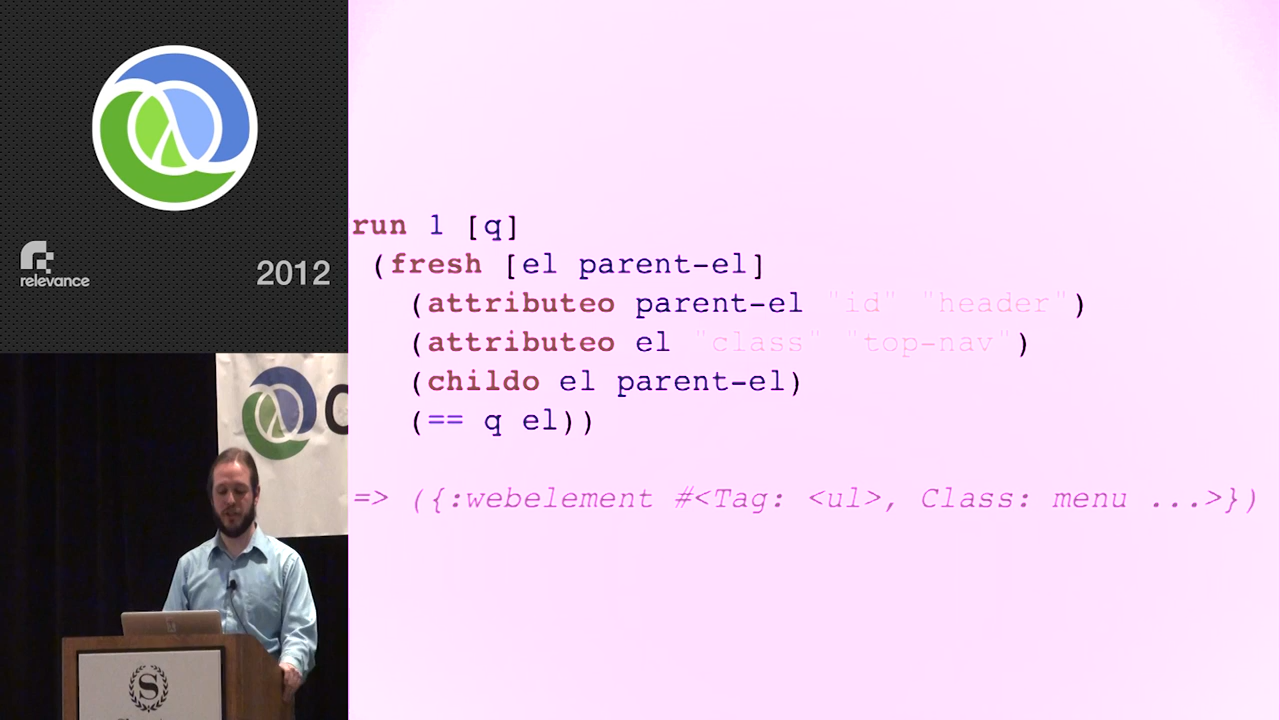 relevance
2012
run 1 [q]
(fresh [el parent-el]
(attributeo parent-el "id" "header")
(attributeo el "class" "top-nav")
(childo el parent-el)
(== q el))
=> ({:webelement #<Tag: <ul>, Class: menu ...>})
S